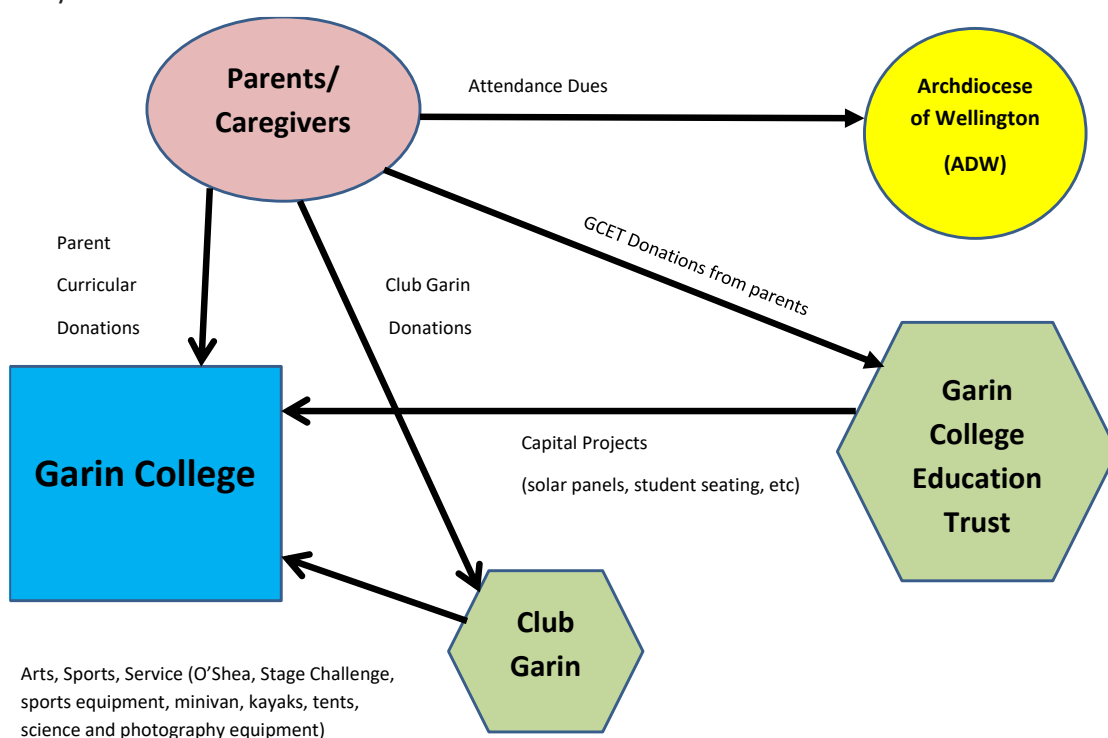 Parents/
Caregivers
Attendance Dues
Archdiocese
of Wellington
(ADW)
GCET Donations from parents
Parent
Curricular
Donations
Club Garin
Donations
Garin College
Capital Projects
(solar panels, student seating, etc)
Garin
College
Education
Trust
Club
Garin
Arts, Sports, Service (O’Shea, Stage Challenge,
sports equipment, minivan, kayaks, tents,
science and photography equipment)